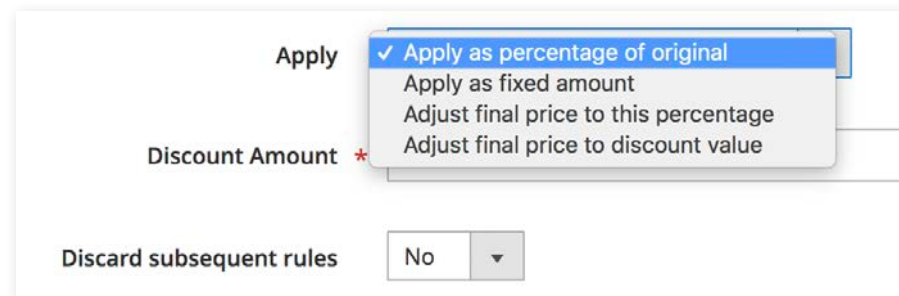 Apply ✓ Apply as percentage of original
Apply as fixed amount
Adjust final price to this percentage
Adjust final price to discount value
Discount Amount *
Discard subsequent rules No